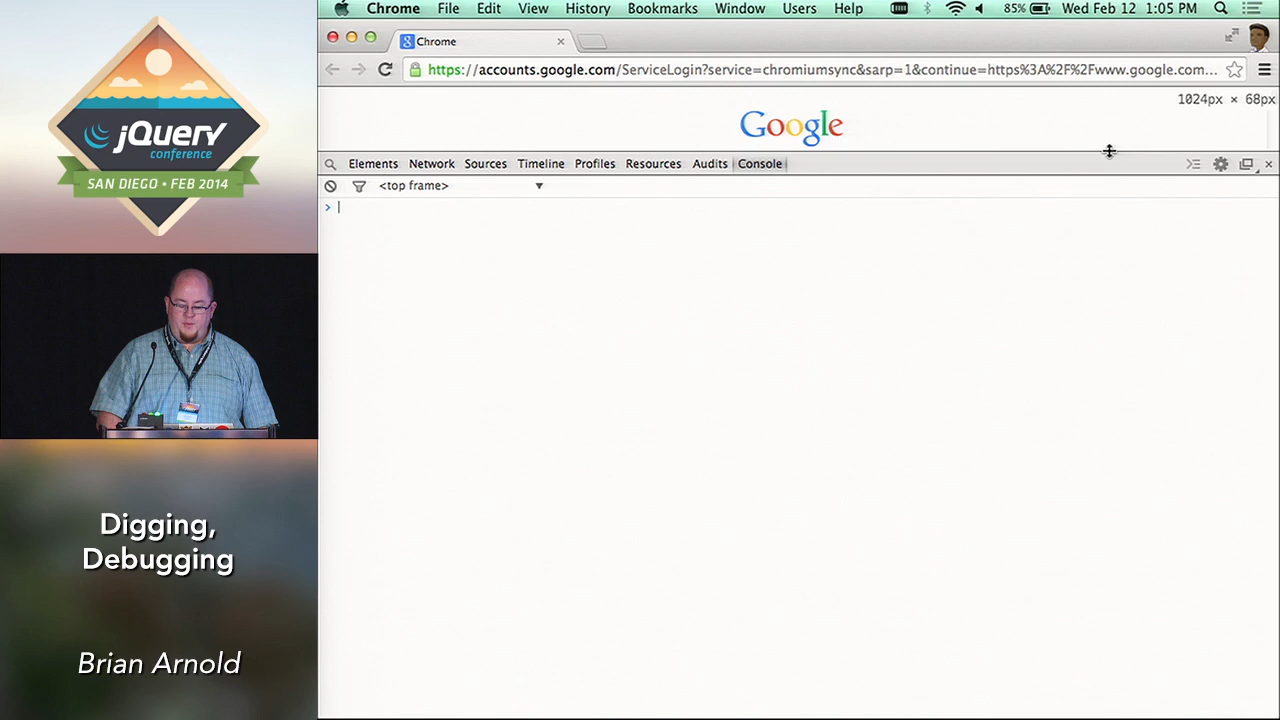 jQuery
conference
SAN DIEGO • FEB 2014
Digging,
Debugging
Brian Arnold
Chrome File Edit View History Bookmarks Window Users Help 85% Wed Feb 12 1:05 PM
Chrome
https://accounts.google.com/ServiceLogin?service=chromiumsync&sarp=1&continue=https%3A%2F%2Fwww.google.com...
1024px × 68px
Google
Elements Network Sources Timeline Profiles Resources Audits Console
<top frame>